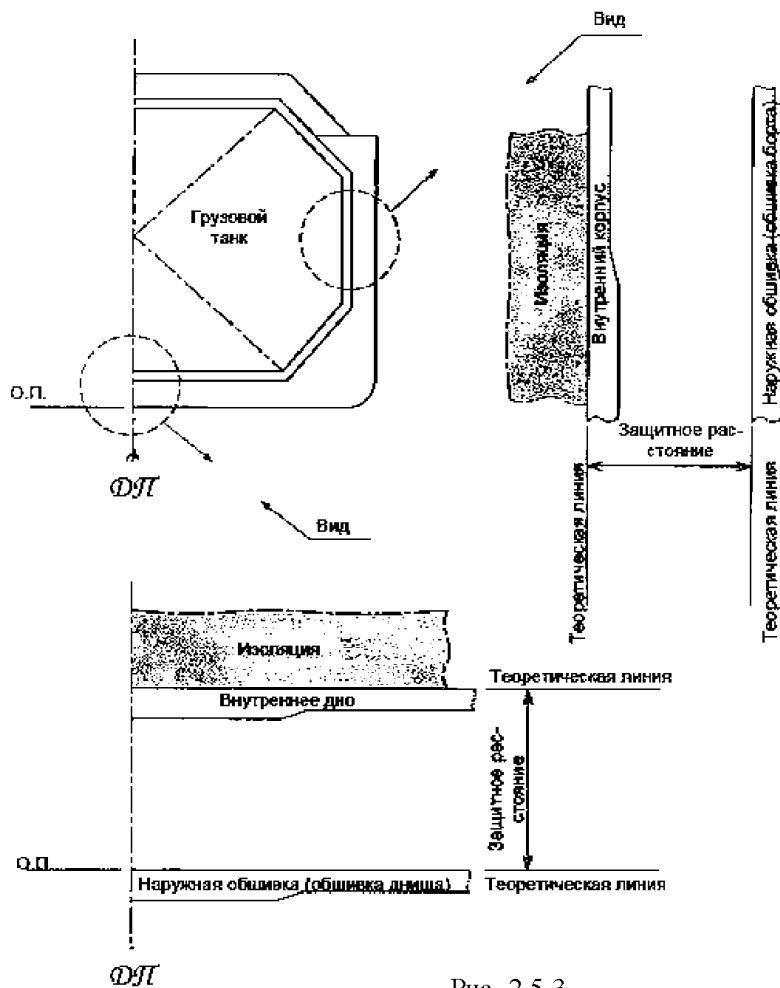 Вид
Грузовой
танк
Изоляция
Внутренний корпус
Наружная обшивка (обшивка борта)
О.П.
Защитное рас-
стояние
ДП
Теоретическая линия
Теоретическая линия
Вид
Изоляция
Теоретическая линия
Внутреннее дно
Защитное рас-
стояние
О.П.
Наружная обшивка (обшивка днища)
Теоретическая линия
ДП
Рис. 2.5-3